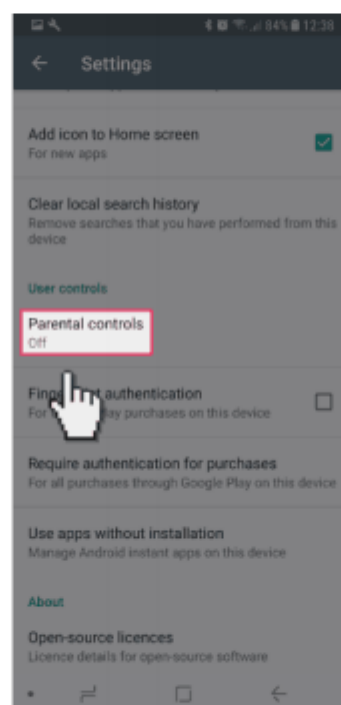 84% 12:38
Settings
Add icon to Home screen
For new apps
Clear local search history
Remove searches that you have performed from this
device
User controls
Parental controls
Off
authentication
purchases on this device
Require authentication for purchases
For all purchases through Google Play on this device
Use apps without installation
Manage Android instant apps on this device
About
Open-source licences
Licence details for open-source software